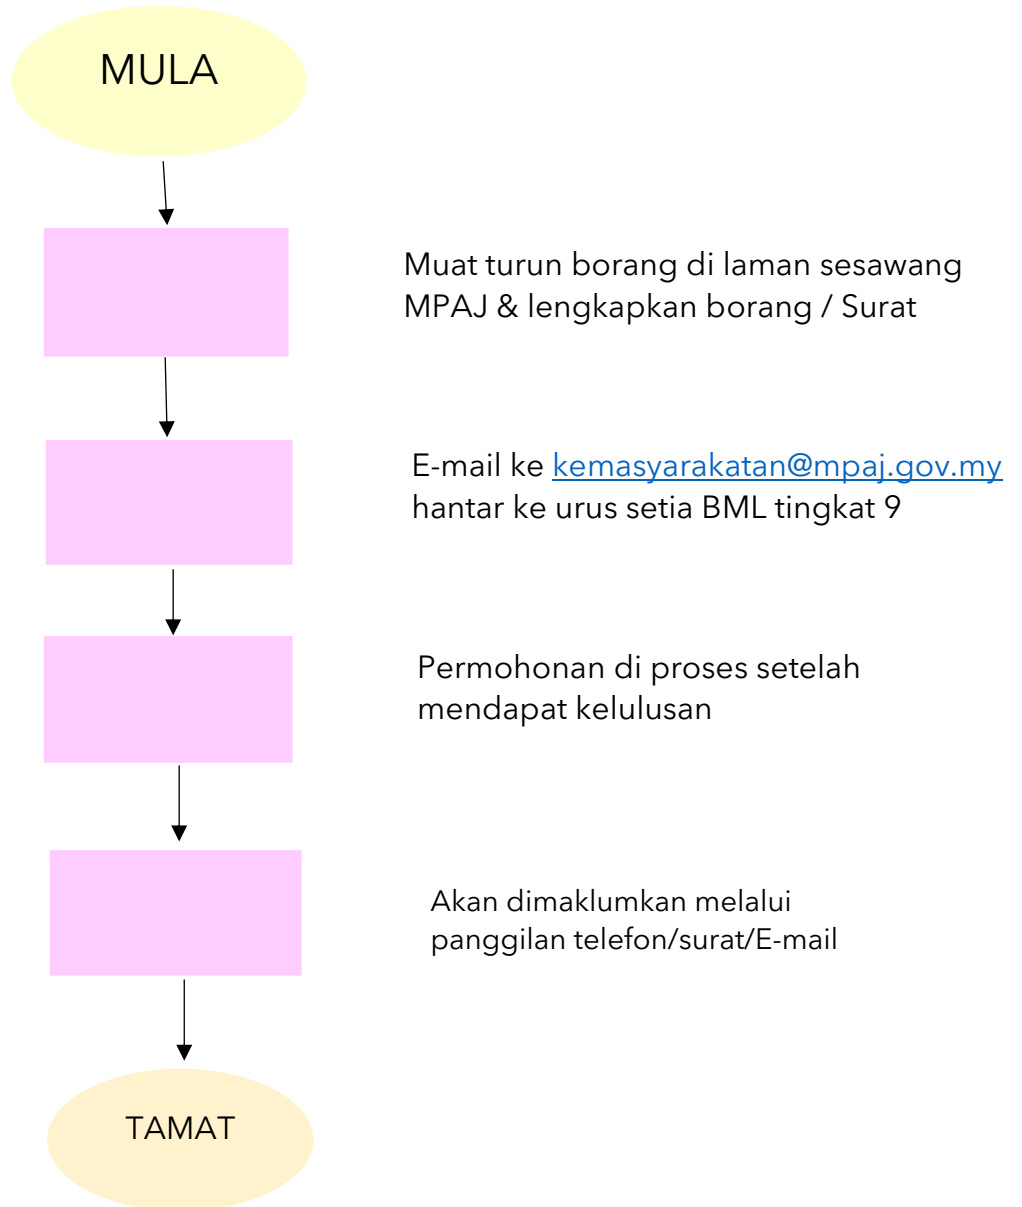 MULA
Muat turun borang di laman sesawang
MPAJ & lengkapkan borang / Surat
E-mail ke kemasyarakatan@mpaj.gov.my
hantar ke urus setia BML tingkat 9
Permohonan di proses setelah
mendapat kelulusan
Akan dimaklumkan melalui
panggilan telefon/surat/E-mail
TAMAT